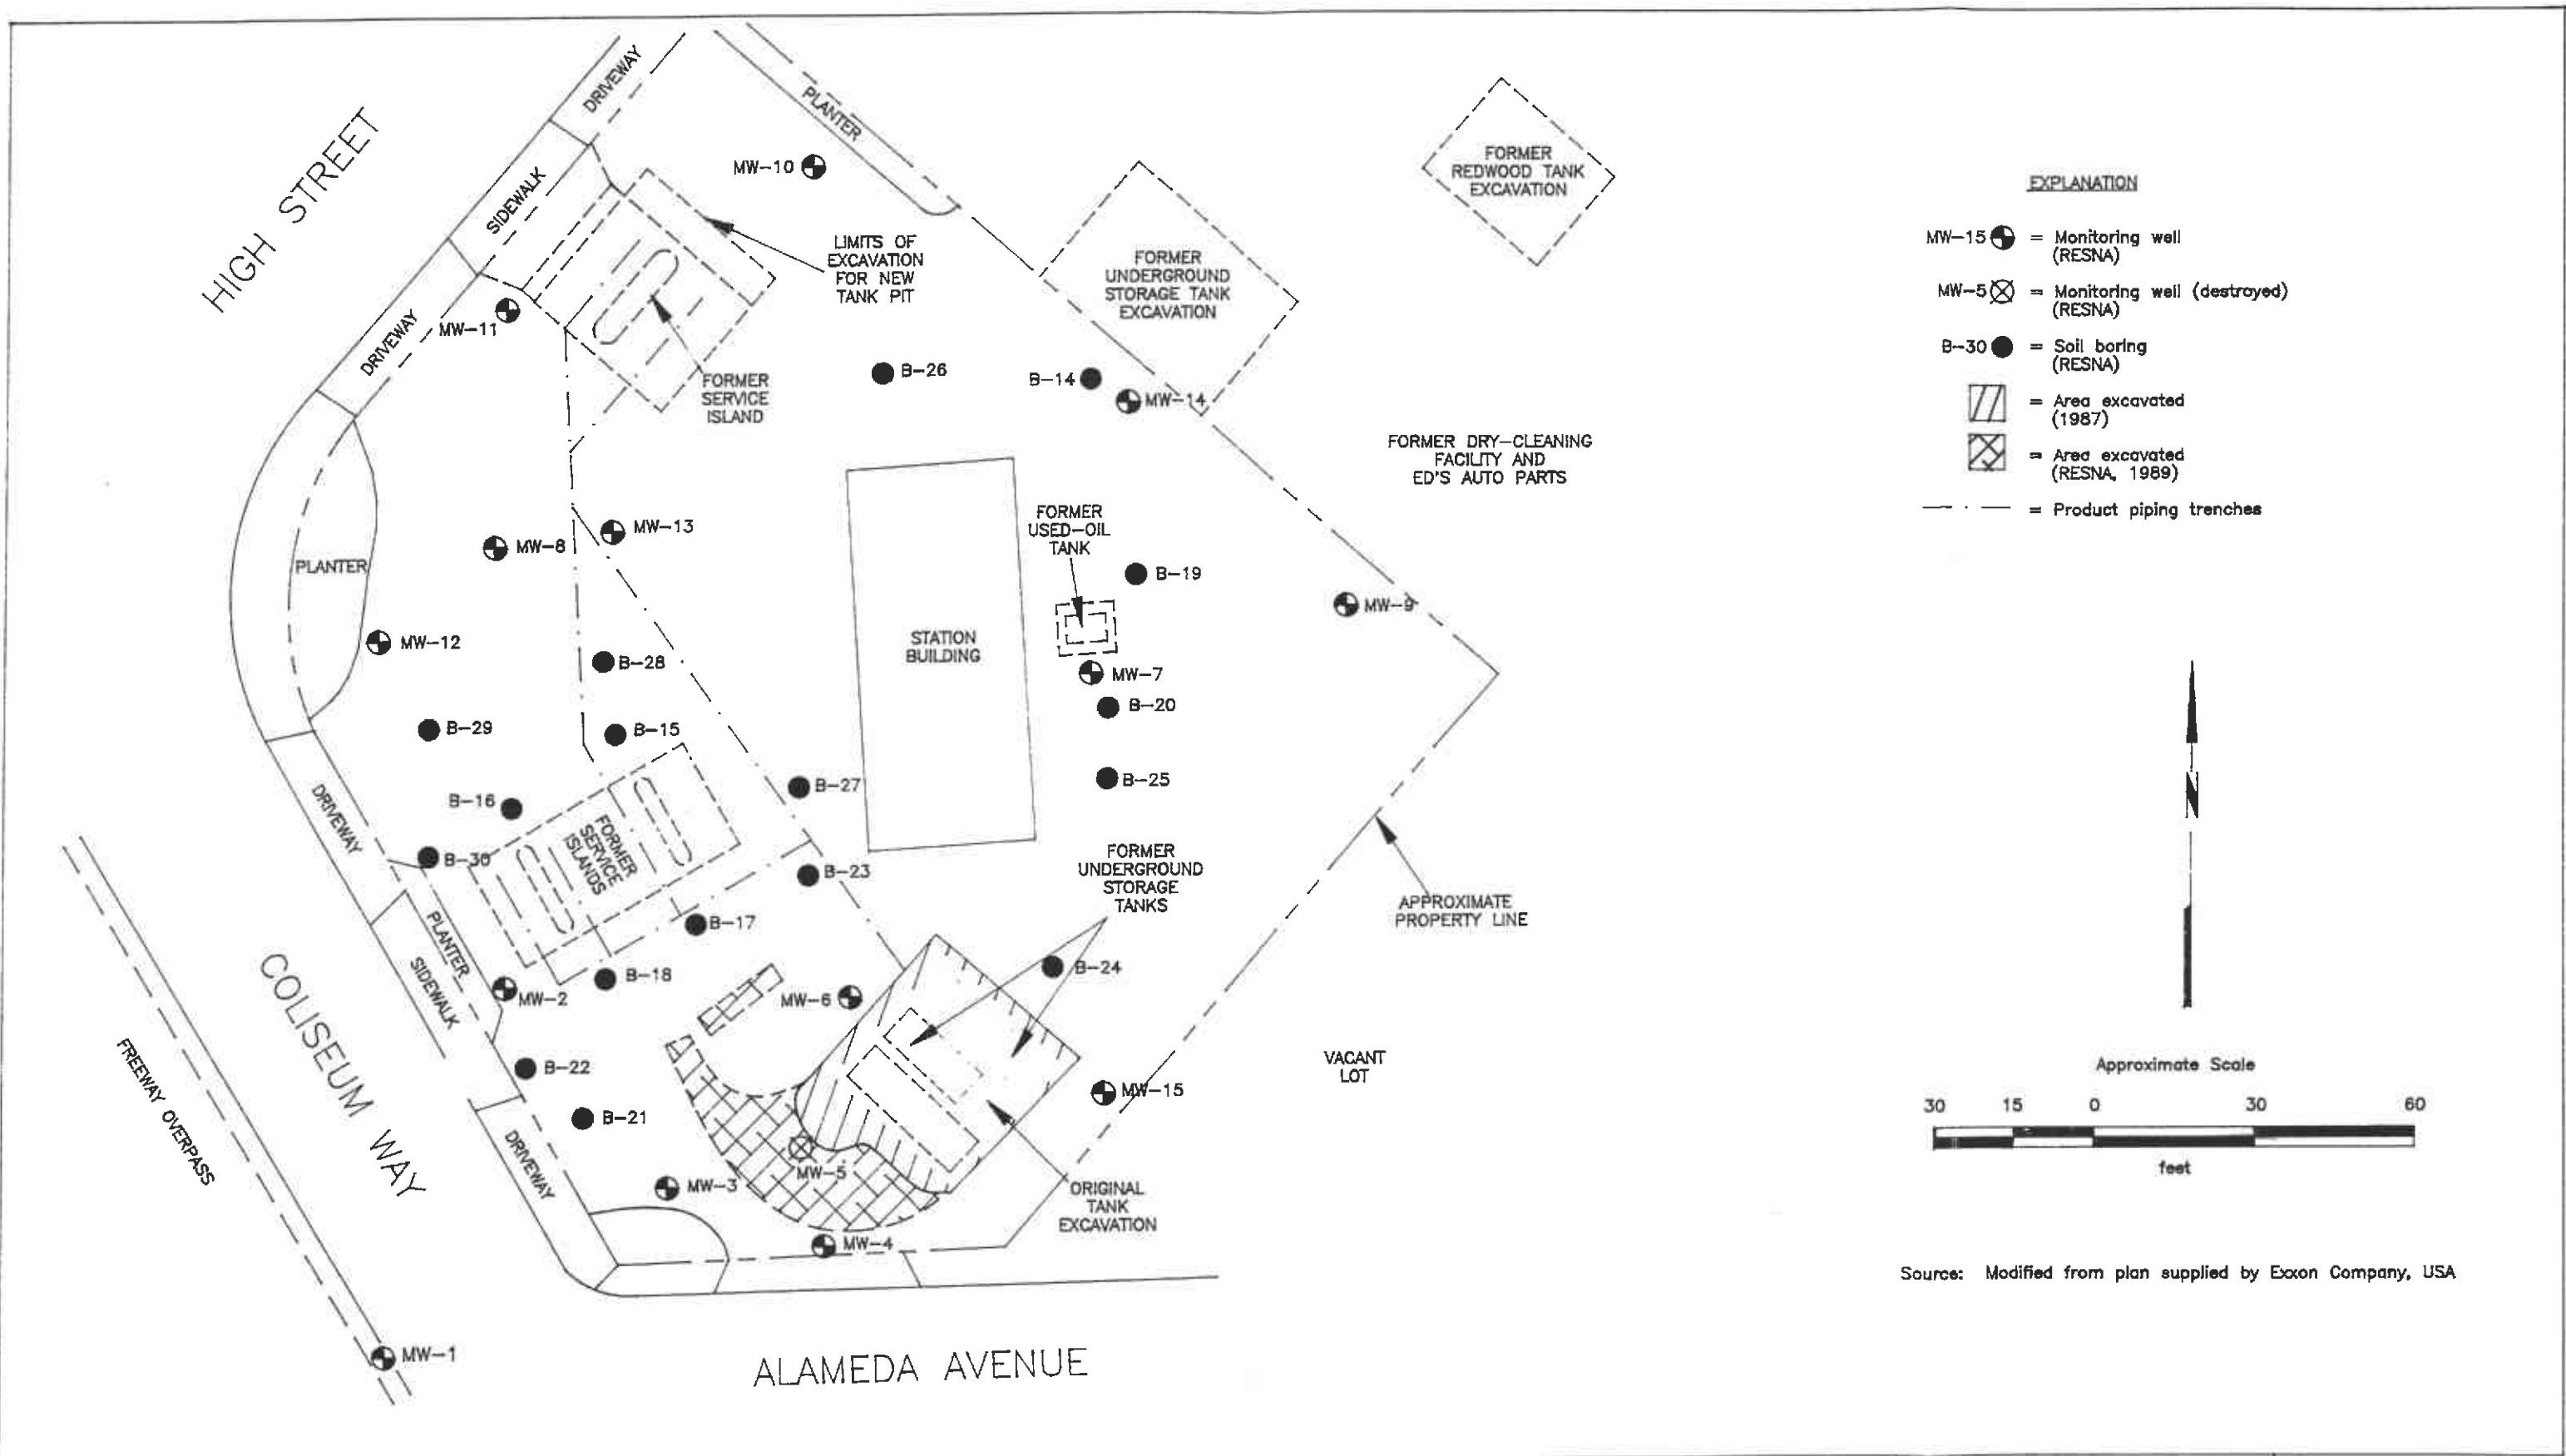 DRIVEWAY
PLANTER
HIGH STREET
SIDEWALK
MW-10
LIMITS OF
EXCAVATION
FOR NEW
TANK PIT
FORMER
UNDERGROUND
STORAGE TANK
EXCAVATION
FORMER
REDWOOD TANK
EXCAVATION
MW-11
DRIVEWAY
FORMER
SERVICE
ISLAND
B-26
B-14
MW-14
FORMER DRY-CLEANING
FACILITY AND
ED'S AUTO PARTS
MW-8
MW-13
FORMER
USED-OIL
TANK
B-19
PLANTER
MW-9
MW-12
B-28
STATION
BUILDING
MW-7
B-20
B-29
B-15
B-25
B-27
B-16
DRIVEWAY
B-30
FORMER
SERVICE
ISLANDS
B-23
FORMER
UNDERGROUND
STORAGE
TANKS
APPROXIMATE
PROPERTY LINE
B-17
PLANTER
SIDEWALK
B-18
MW-2
MW-6
B-24
COLISEUM WAY
FREEWAY OVERPASS
B-22
VACANT
LOT
MW-15
B-21
DRIVEWAY
MW-5
MW-3
ORIGINAL
TANK
EXCAVATION
MW-4
MW-1
ALAMEDA AVENUE
EXPLANATION
MW-15 = Monitoring well
(RESNA)
MW-5 = Monitoring well (destroyed)
(RESNA)
B-30 = Soil boring
(RESNA)
= Area excavated
(1987)
= Area excavated
(RESNA, 1989)
= Product piping trenches
N
Approximate Scale
30 15 0 30 60
feet
Source: Modified from plan supplied by Exxon Company, USA